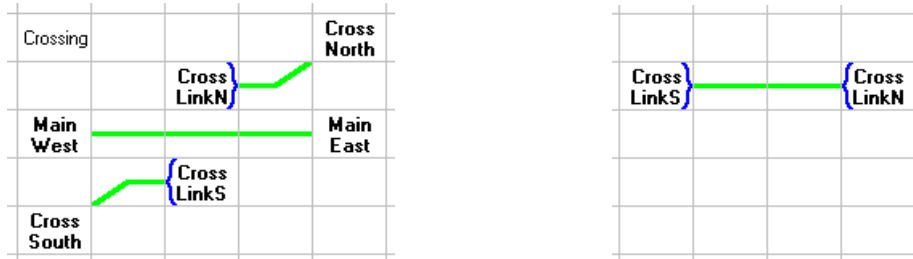 Crossing
Cross
North
Cross
LinkN
Main
West
Main
East
Cross
LinkS
Cross
South
Cross
LinkS
Cross
LinkN